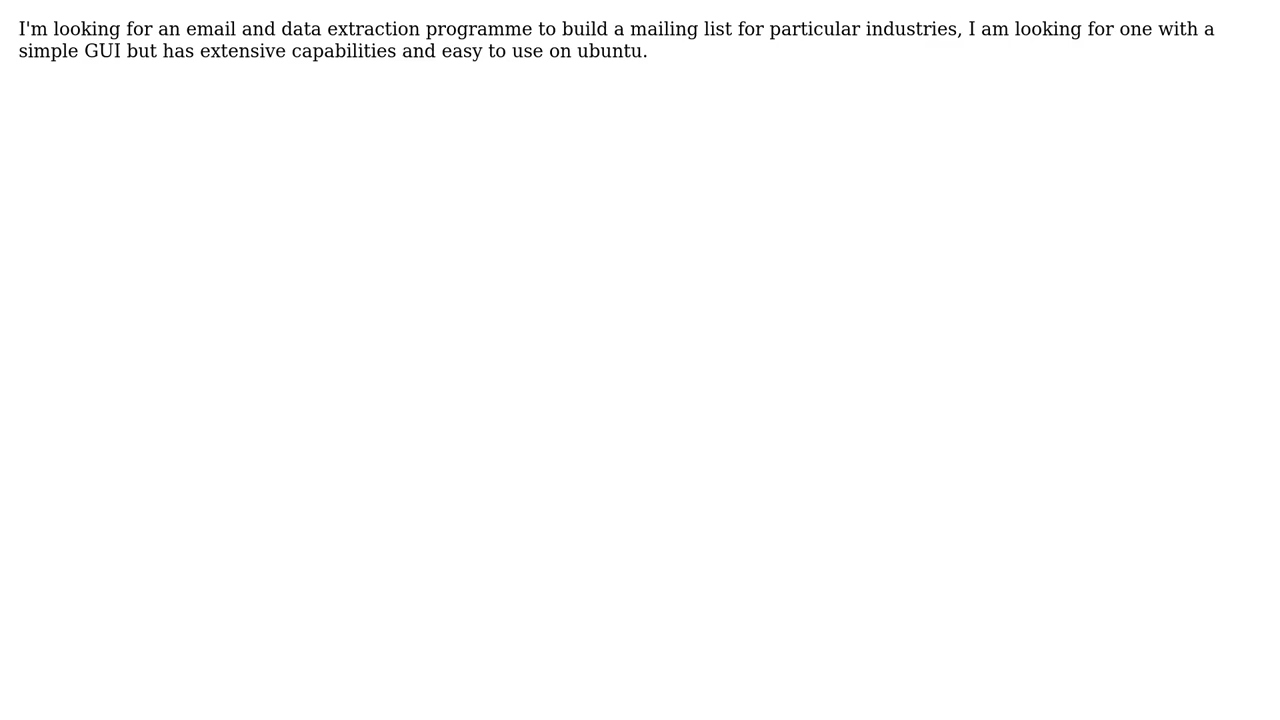 I'm looking for an email and data extraction programme to build a mailing list for particular industries, I am looking for one with a
simple GUI but has extensive capabilities and easy to use on ubuntu.